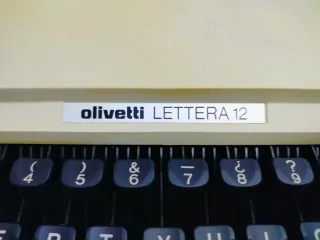 olivetti LETTERA 12
( ) & _ ¿ ?
4 5 6 7 8 9
E R T Y U I